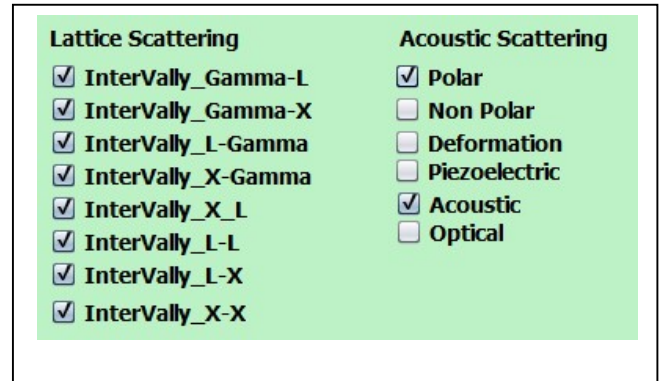 Lattice Scattering
InterVally_Gamma-L
InterVally_Gamma-X
InterVally_L-Gamma
InterVally_X-Gamma
InterVally_X_L
InterVally_L-L
InterVally_L-X
InterVally_X-X
Acoustic Scattering
Polar
Non Polar
Deformation
Piezoelectric
Acoustic
Optical